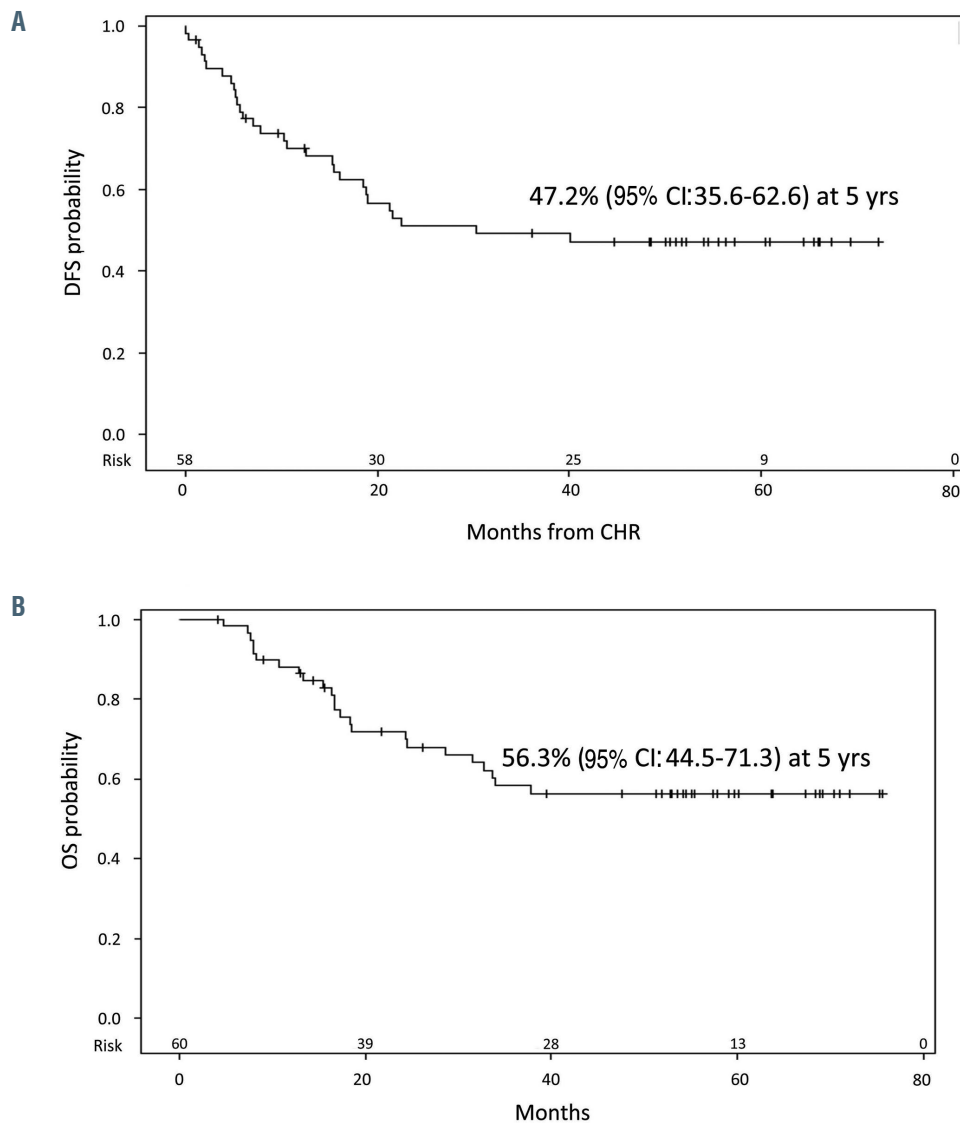 A
1.0
0.8
0.6
0.4
0.2
0.0
DFS probability
47.2% (95% CI:35.6-62.6) at 5 yrs
Risk 58 30 25 9 0
0 20 40 60 80
Months from CHR
B
1.0
0.8
0.6
0.4
0.2
0.0
OS probability
56.3% (95% CI: 44.5-71.3) at 5 yrs
Risk 60 39 28 13 0
0 20 40 60 80
Months